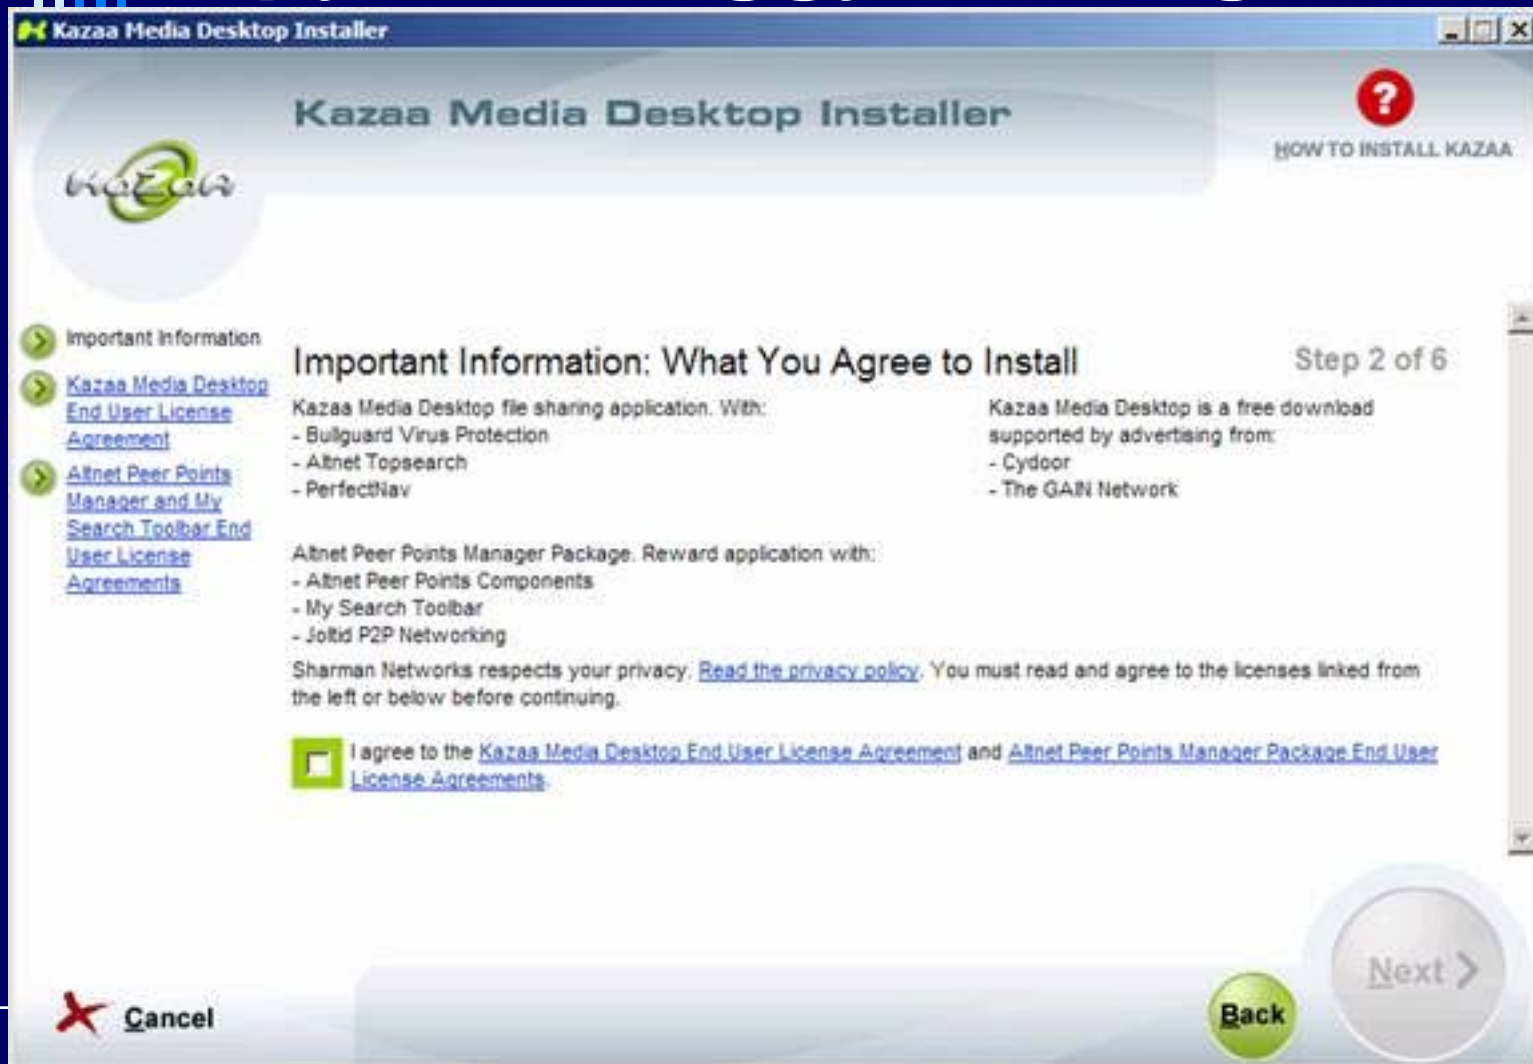 Kazaa Media Desktop Installer
Kazaa Media Desktop Installer
HOW TO INSTALL KAZAA
KaZaA
Important Information
Kazaa Media Desktop
End User License
Agreement
Altnet Peer Points
Manager and My
Search Toolbar End
User License
Agreements
Important Information: What You Agree to Install
Step 2 of 6
Kazaa Media Desktop file sharing application. With:
- Bullguard Virus Protection
- Altnet Topsearch
- PerfectNav
Kazaa Media Desktop is a free download
supported by advertising from:
- Cydoor
- The GAIN Network
Altnet Peer Points Manager Package. Reward application with:
- Altnet Peer Points Components
- My Search Toolbar
- Joltid P2P Networking
Sharman Networks respects your privacy. Read the privacy policy. You must read and agree to the licenses linked from
the left or below before continuing.
I agree to the Kazaa Media Desktop End User License Agreement and Altnet Peer Points Manager Package End User
License Agreements.
Cancel
Back
Next